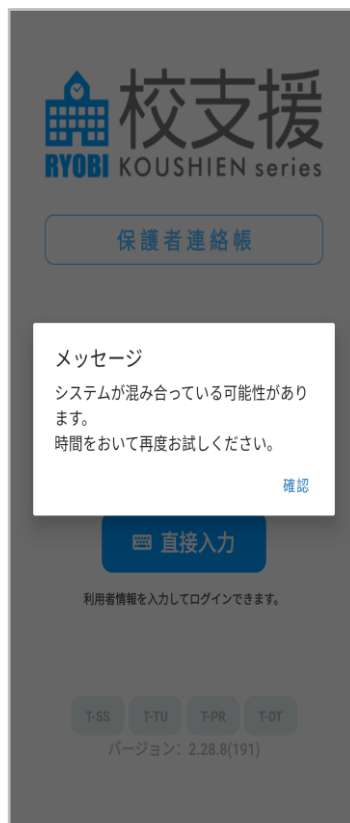 校支援
RYOBI KOUSHIEN series
保護者連絡帳
メッセージ
システムが混み合っている可能性があり
ます。
時間をおいて再度お試しください。
確認
直接入力
利用者情報を入力してログインできます。
T-SS T-TU T-PR T-DT
バージョン: 2.28.8(191)